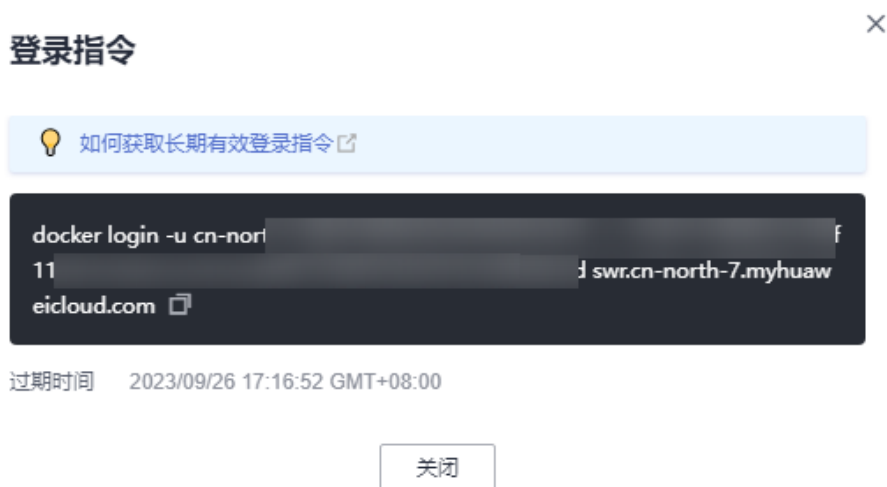 登录指令
如何获取长期有效登录指令
docker login -u cn-nort
11 d swr.cn-north-7.myhuaw
eicloud.com
过期时间 2023/09/26 17:16:52 GMT+08:00
关闭